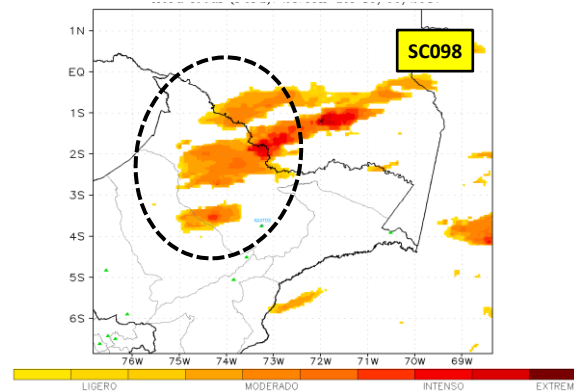 SC098
1N
EQ
1S
2S
3S
4S
5S
6S
IQUITOS
76W 75W 74W 73W 72W 71W 70W 69W
LIGERO MODERADO INTENSO EXTREM